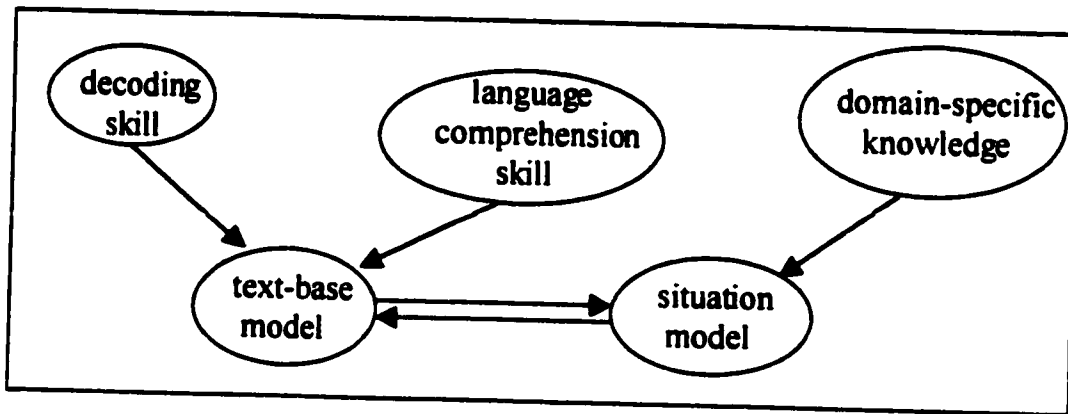 decoding
skill
language
comprehension
skill
domain-specific
knowledge
text-base
model
situation
model